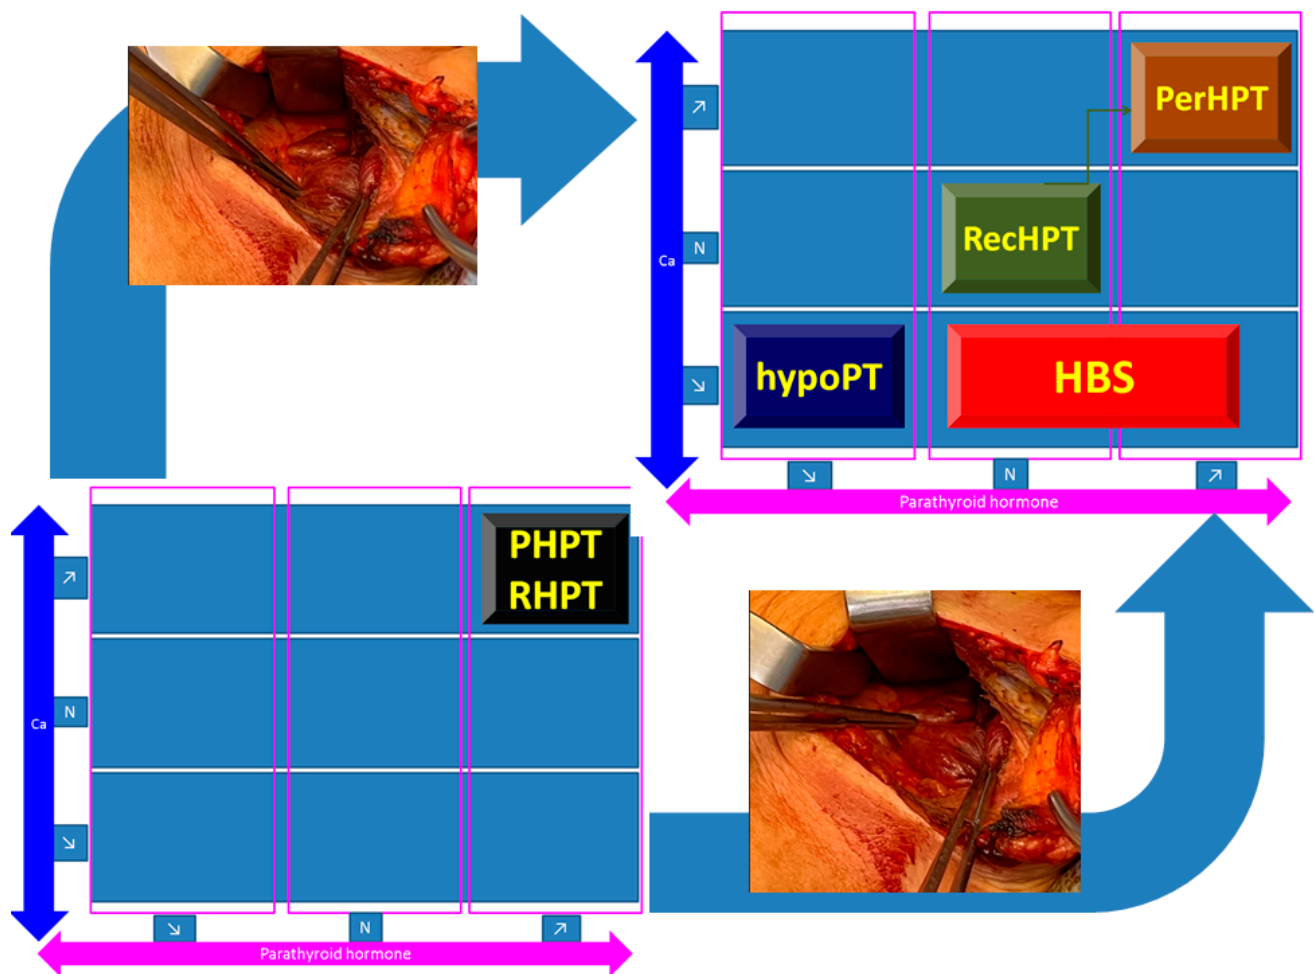 PerHPT
↗
RecHPT
N
Ca
hypoPT
HBS
↘
↘
N
↗
Parathyroid hormone
PHPT
RHPT
↗
N
Ca
↘
↘
N
↗
Parathyroid hormone